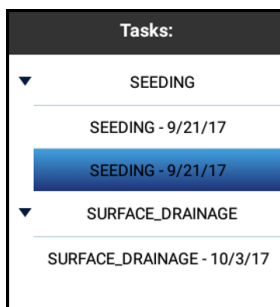 Tasks:
SEEDING
SEEDING - 9/21/17
SEEDING - 9/21/17
SURFACE_DRAINAGE
SURFACE_DRAINAGE - 10/3/17